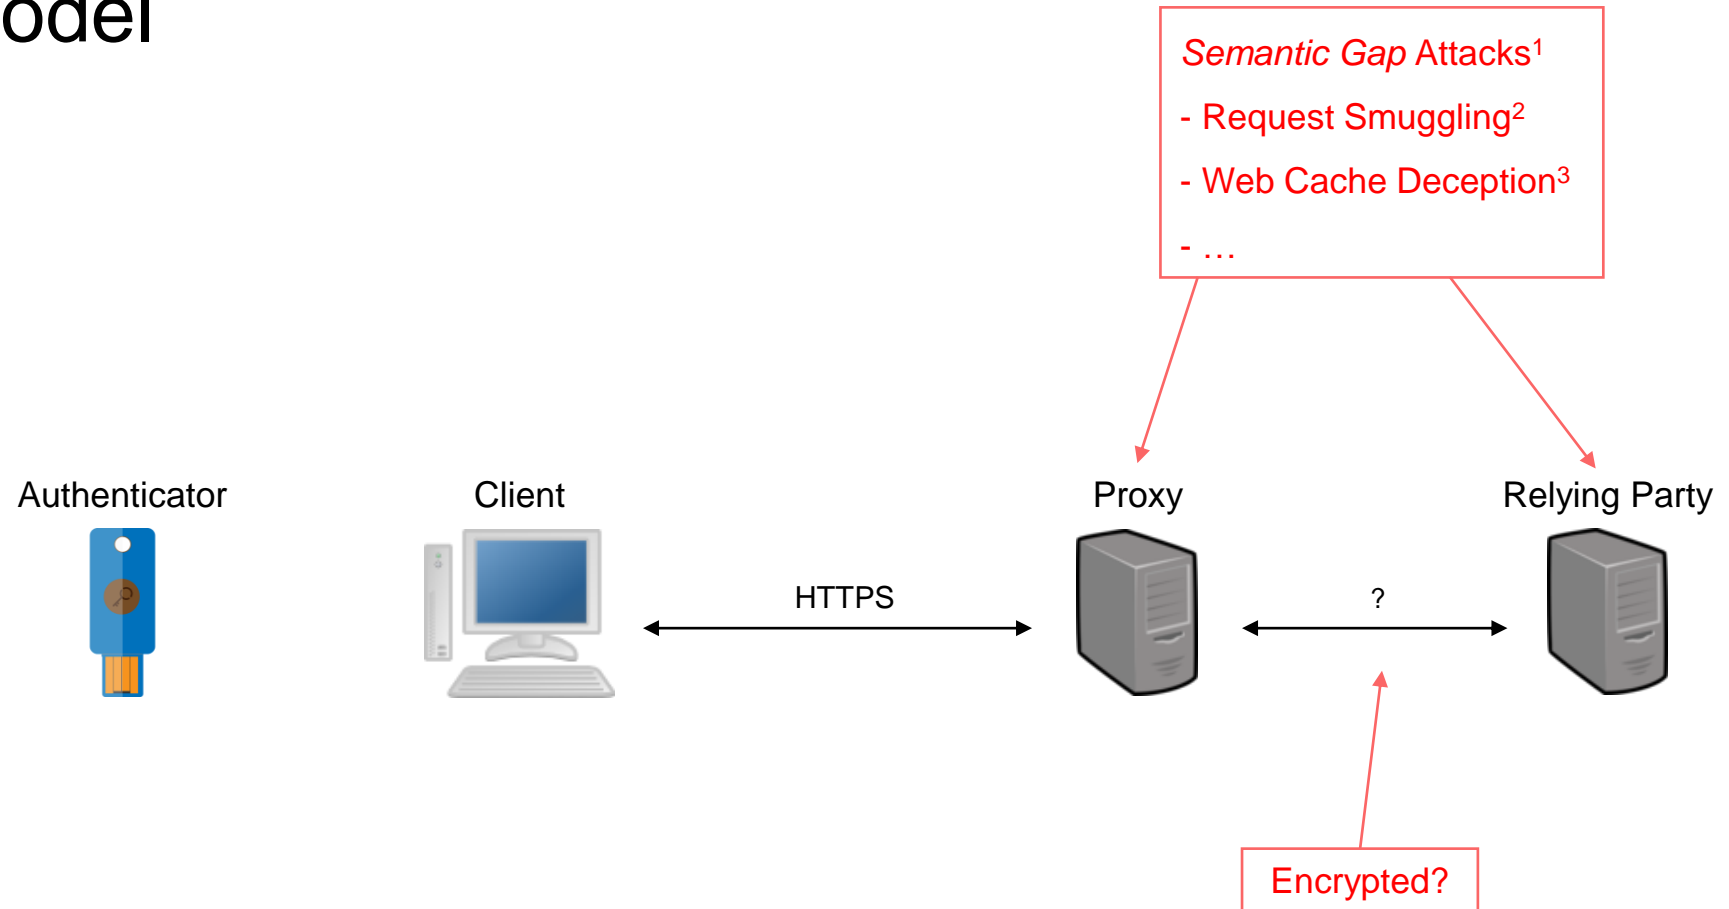 odel
Semantic Gap Attacks¹
- Request Smuggling²
- Web Cache Deception³
- …
Authenticator
Client
Proxy
Relying Party
HTTPS
?
Encrypted?